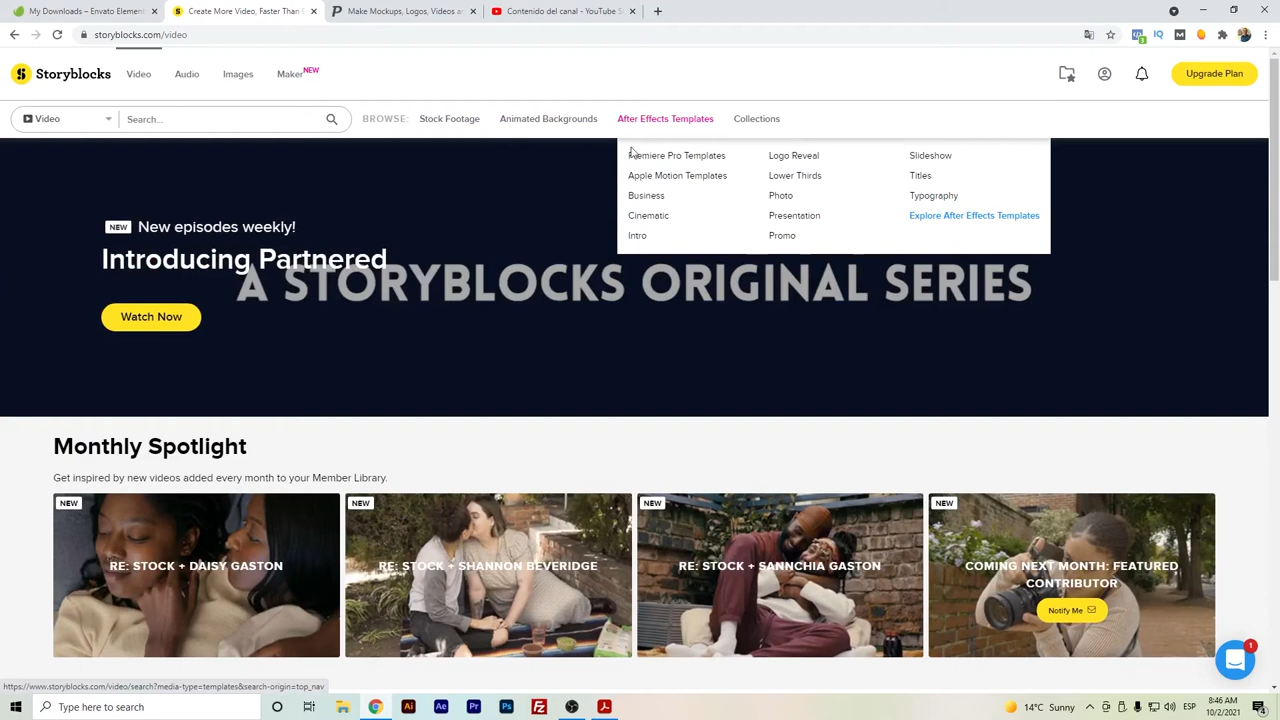 My Downloads – Envato Element
Create More Video, Faster Than E
Make Mockups, Logos, Videos a
Contenido del canal - YouTube S
storyblocks.com/video
Storyblocks
Video
Audio
Images
Maker NEW
Upgrade Plan
Video
Search...
BROWSE:
Stock Footage
Animated Backgrounds
After Effects Templates
Collections
Premiere Pro Templates
Logo Reveal
Slideshow
Apple Motion Templates
Lower Thirds
Titles
Business
Photo
Typography
Cinematic
Presentation
Explore After Effects Templates
Intro
Promo
NEW New episodes weekly!
Introducing Partnered
A STORYBLOCKS ORIGINAL SERIES
Watch Now
Monthly Spotlight
Get inspired by new videos added every month to your Member Library.
NEW
NEW
NEW
NEW
RE: STOCK + DAISY GASTON
RE: STOCK + SHANNON BEVERIDGE
RE: STOCK + SANNCHIA GASTON
COMING NEXT MONTH: FEATURED
CONTRIBUTOR
Notify Me
1
https://www.storyblocks.com/video/search?media-type=templates&search-origin=top_nav
Type here to search
14°C Sunny
ESP
8:46 AM
10/2/2021